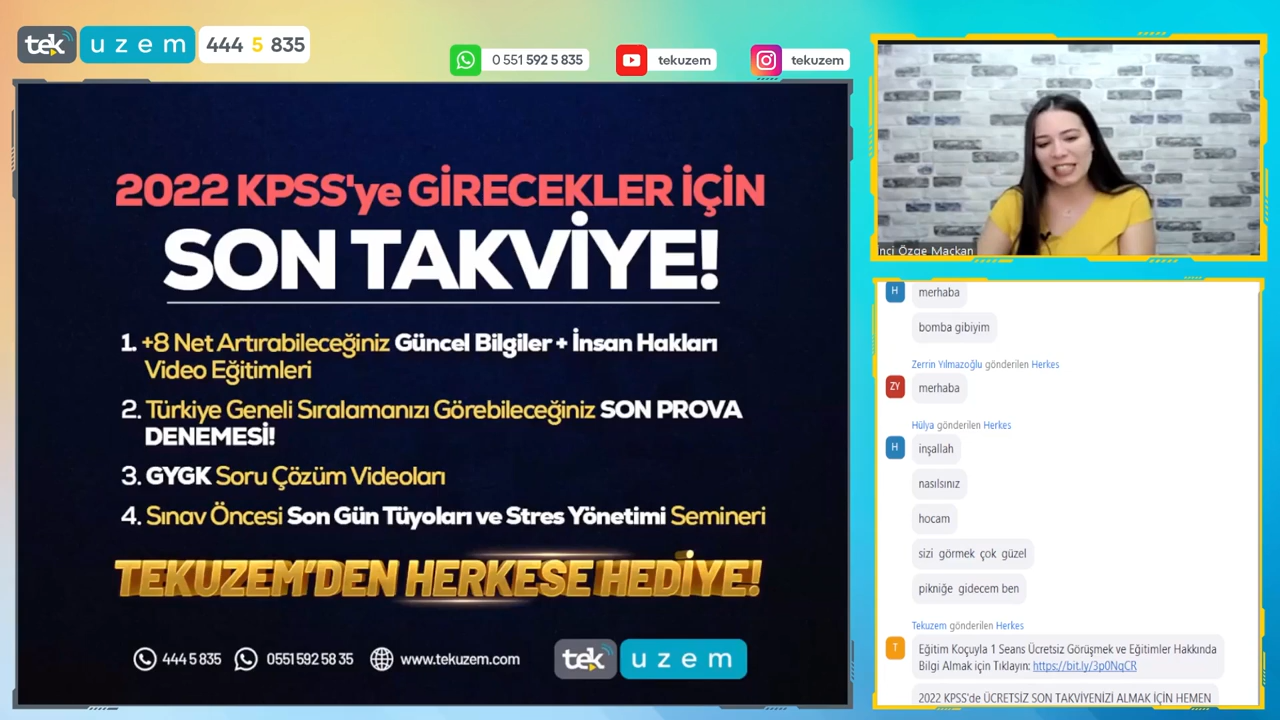 tek uzem 444 5 835
0 551 592 5 835
tekuzem
tekuzem
2022 KPSS'ye GİRECEKLER İÇİN
SON TAKVİYE!
1. +8 Net Artırabileceğiniz Güncel Bilgiler + İnsan Hakları
Video Eğitimleri
2. Türkiye Geneli Sıralamanızı Görebileceğiniz SON PROVA
DENEMESİ!
3. GYGK Soru Çözüm Videoları
4. Sınav Öncesi Son Gün Tüyoları ve Stres Yönetimi Semineri
TEKUZEM'DEN HERKESE HEDİYE!
444 5 835
0551 592 58 35
www.tekuzem.com
tek uzem
nci Özge Maçkan
H
merhaba
bomba gibiyim
Zerrin Yılmazoğlu gönderilen Herkes
ZY
merhaba
Hülya gönderilen Herkes
H
inşallah
nasılsınız
hocam
sizi görmek çok güzel
pikniğe gidecem ben
Tekuzem gönderilen Herkes
T
Eğitim Koçuyla 1 Seans Ücretsiz Görüşmek ve Eğitimler Hakkında
Bilgi Almak için Tıklayın: https://bit.ly/3p0NqCR
2022 KPSS'de ÜCRETSİZ SON TAKVİYENİZİ ALMAK İÇİN HEMEN